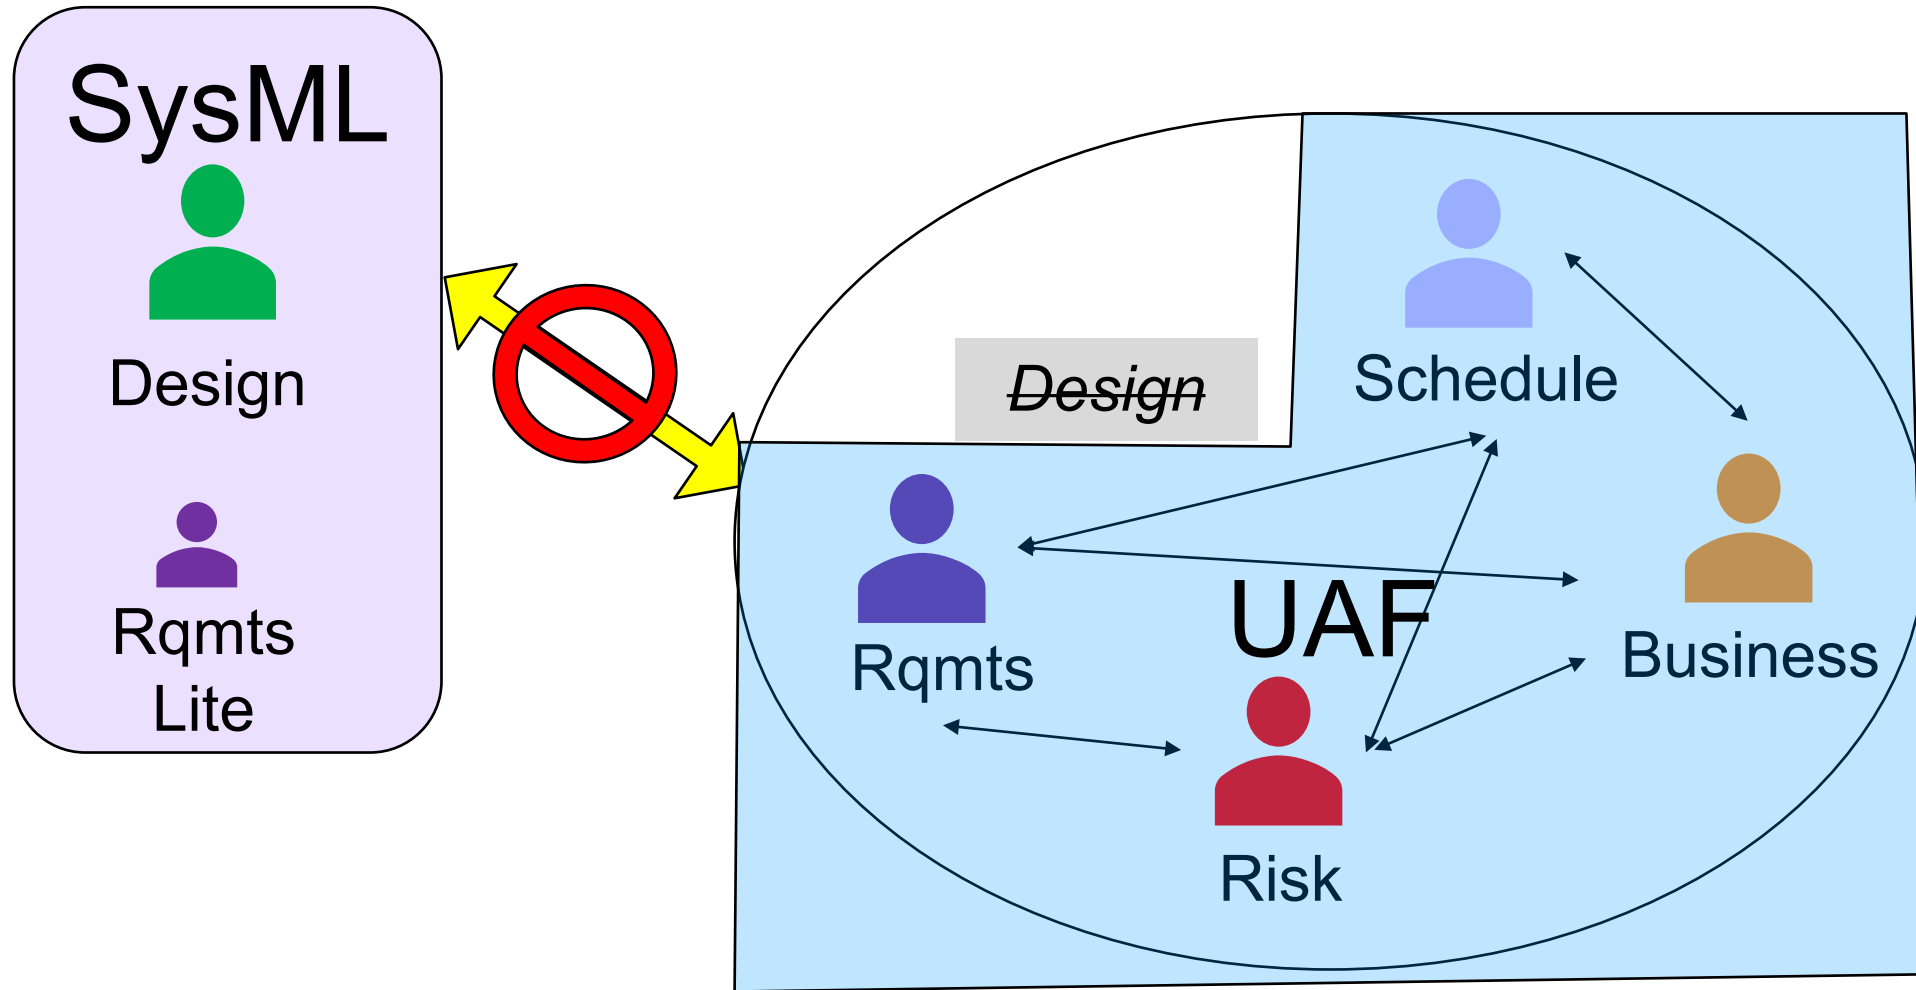 SysML
Design
Rqmts
Lite
Design
Schedule
Rqmts
UAF
Business
Risk